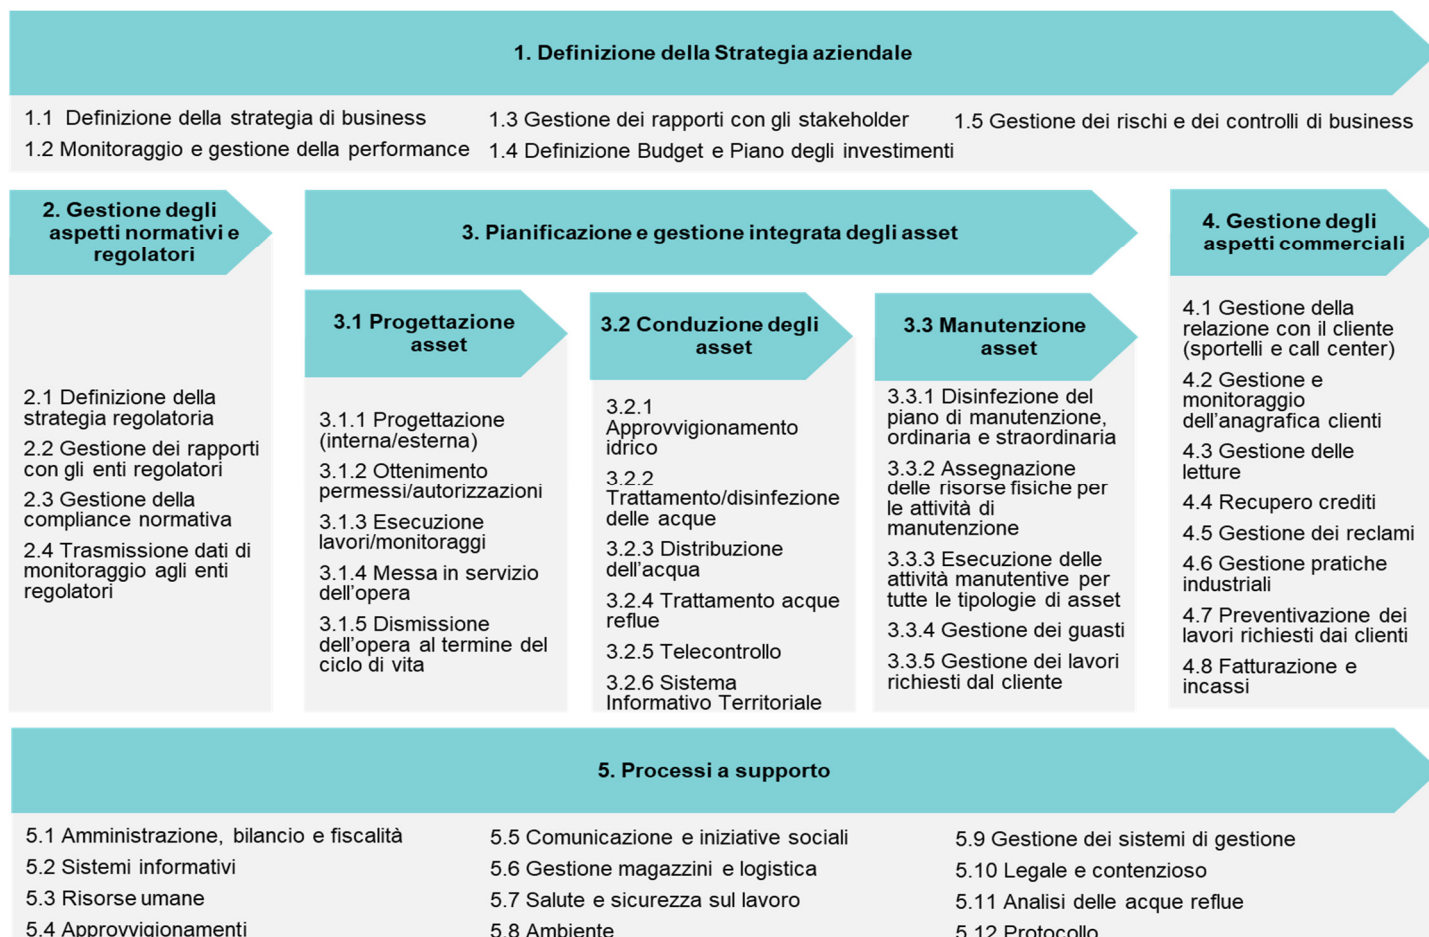 1. Definizione della Strategia aziendale
1.1 Definizione della strategia di business
1.2 Monitoraggio e gestione della performance
1.3 Gestione dei rapporti con gli stakeholder
1.4 Definizione Budget e Piano degli investimenti
1.5 Gestione dei rischi e dei controlli di business
2. Gestione degli
aspetti normativi e
regolatori
2.1 Definizione della
strategia regolatoria
2.2 Gestione dei rapporti
con gli enti regolatori
2.3 Gestione della
compliance normativa
2.4 Trasmissione dati di
monitoraggio agli enti
regolatori
3. Pianificazione e gestione integrata degli asset
3.1 Progettazione
asset
3.1.1 Progettazione
(interna/esterna)
3.1.2 Ottenimento
permessi/autorizzazioni
3.1.3 Esecuzione
lavori/monitoraggi
3.1.4 Messa in servizio
dell'opera
3.1.5 Dismissione
dell'opera al termine del
ciclo di vita
3.2 Conduzione degli
asset
3.2.1
Approvvigionamento
idrico
3.2.2
Trattamento/disinfezione
delle acque
3.2.3 Distribuzione
dell'acqua
3.2.4 Trattamento acque
reflue
3.2.5 Telecontrollo
3.2.6 Sistema
Informativo Territoriale
3.3 Manutenzione
asset
3.3.1 Disinfezione del
piano di manutenzione,
ordinaria e straordinaria
3.3.2 Assegnazione
delle risorse fisiche per
le attività di
manutenzione
3.3.3 Esecuzione delle
attività manutentive per
tutte le tipologie di asset
3.3.4 Gestione dei guasti
3.3.5 Gestione dei lavori
richiesti dal cliente
4. Gestione degli
aspetti commerciali
4.1 Gestione della
relazione con il cliente
(sportelli e call center)
4.2 Gestione e
monitoraggio
dell'anagrafica clienti
4.3 Gestione delle
letture
4.4 Recupero crediti
4.5 Gestione dei reclami
4.6 Gestione pratiche
industriali
4.7 Preventivazione dei
lavori richiesti dai clienti
4.8 Fatturazione e
incassi
5. Processi a supporto
5.1 Amministrazione, bilancio e fiscalità
5.2 Sistemi informativi
5.3 Risorse umane
5.4 Approvvigionamenti
5.5 Comunicazione e iniziative sociali
5.6 Gestione magazzini e logistica
5.7 Salute e sicurezza sul lavoro
5.8 Ambiente
5.9 Gestione dei sistemi di gestione
5.10 Legale e contenzioso
5.11 Analisi delle acque reflue
5.12 Protocollo